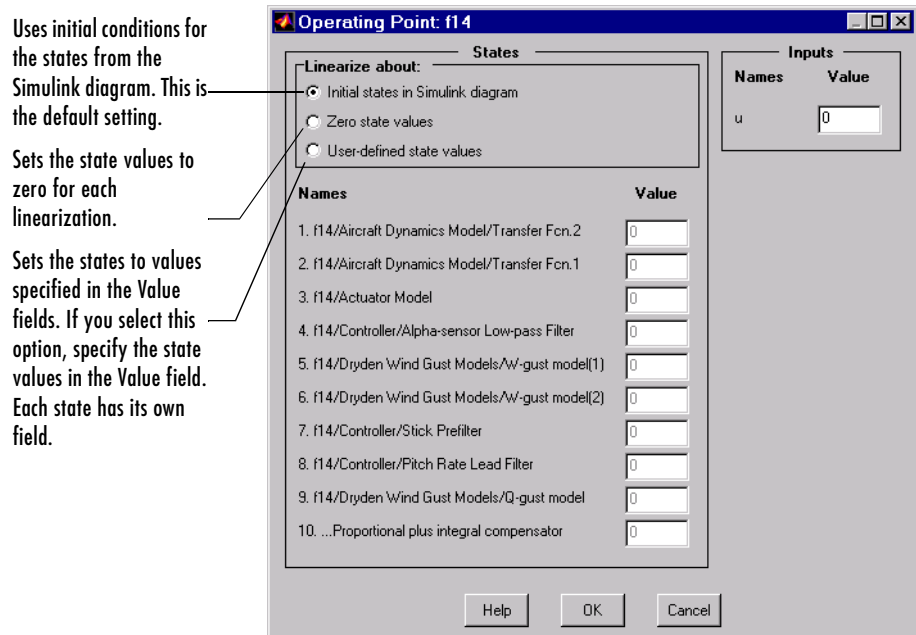 Uses initial conditions for
the states from the
Simulink diagram. This is
the default setting.
Sets the state values to
zero for each
linearization.
Sets the states to values
specified in the Value
fields. If you select this
option, specify the state
values in the Value field.
Each state has its own
field.
Operating Point: f14
States
Linearize about:
Initial states in Simulink diagram
Zero state values
User-defined state values
Names Value
1. f14/Aircraft Dynamics Model/Transfer Fcn.2 0
2. f14/Aircraft Dynamics Model/Transfer Fcn.1 0
3. f14/Actuator Model 0
4. f14/Controller/Alpha-sensor Low-pass Filter 0
5. f14/Dryden Wind Gust Models/W-gust model(1) 0
6. f14/Dryden Wind Gust Models/W-gust model(2) 0
7. f14/Controller/Stick Prefilter 0
8. f14/Controller/Pitch Rate Lead Filter 0
9. f14/Dryden Wind Gust Models/Q-gust model 0
10. ...Proportional plus integral compensator 0
Inputs
Names Value
u 0
Help OK Cancel